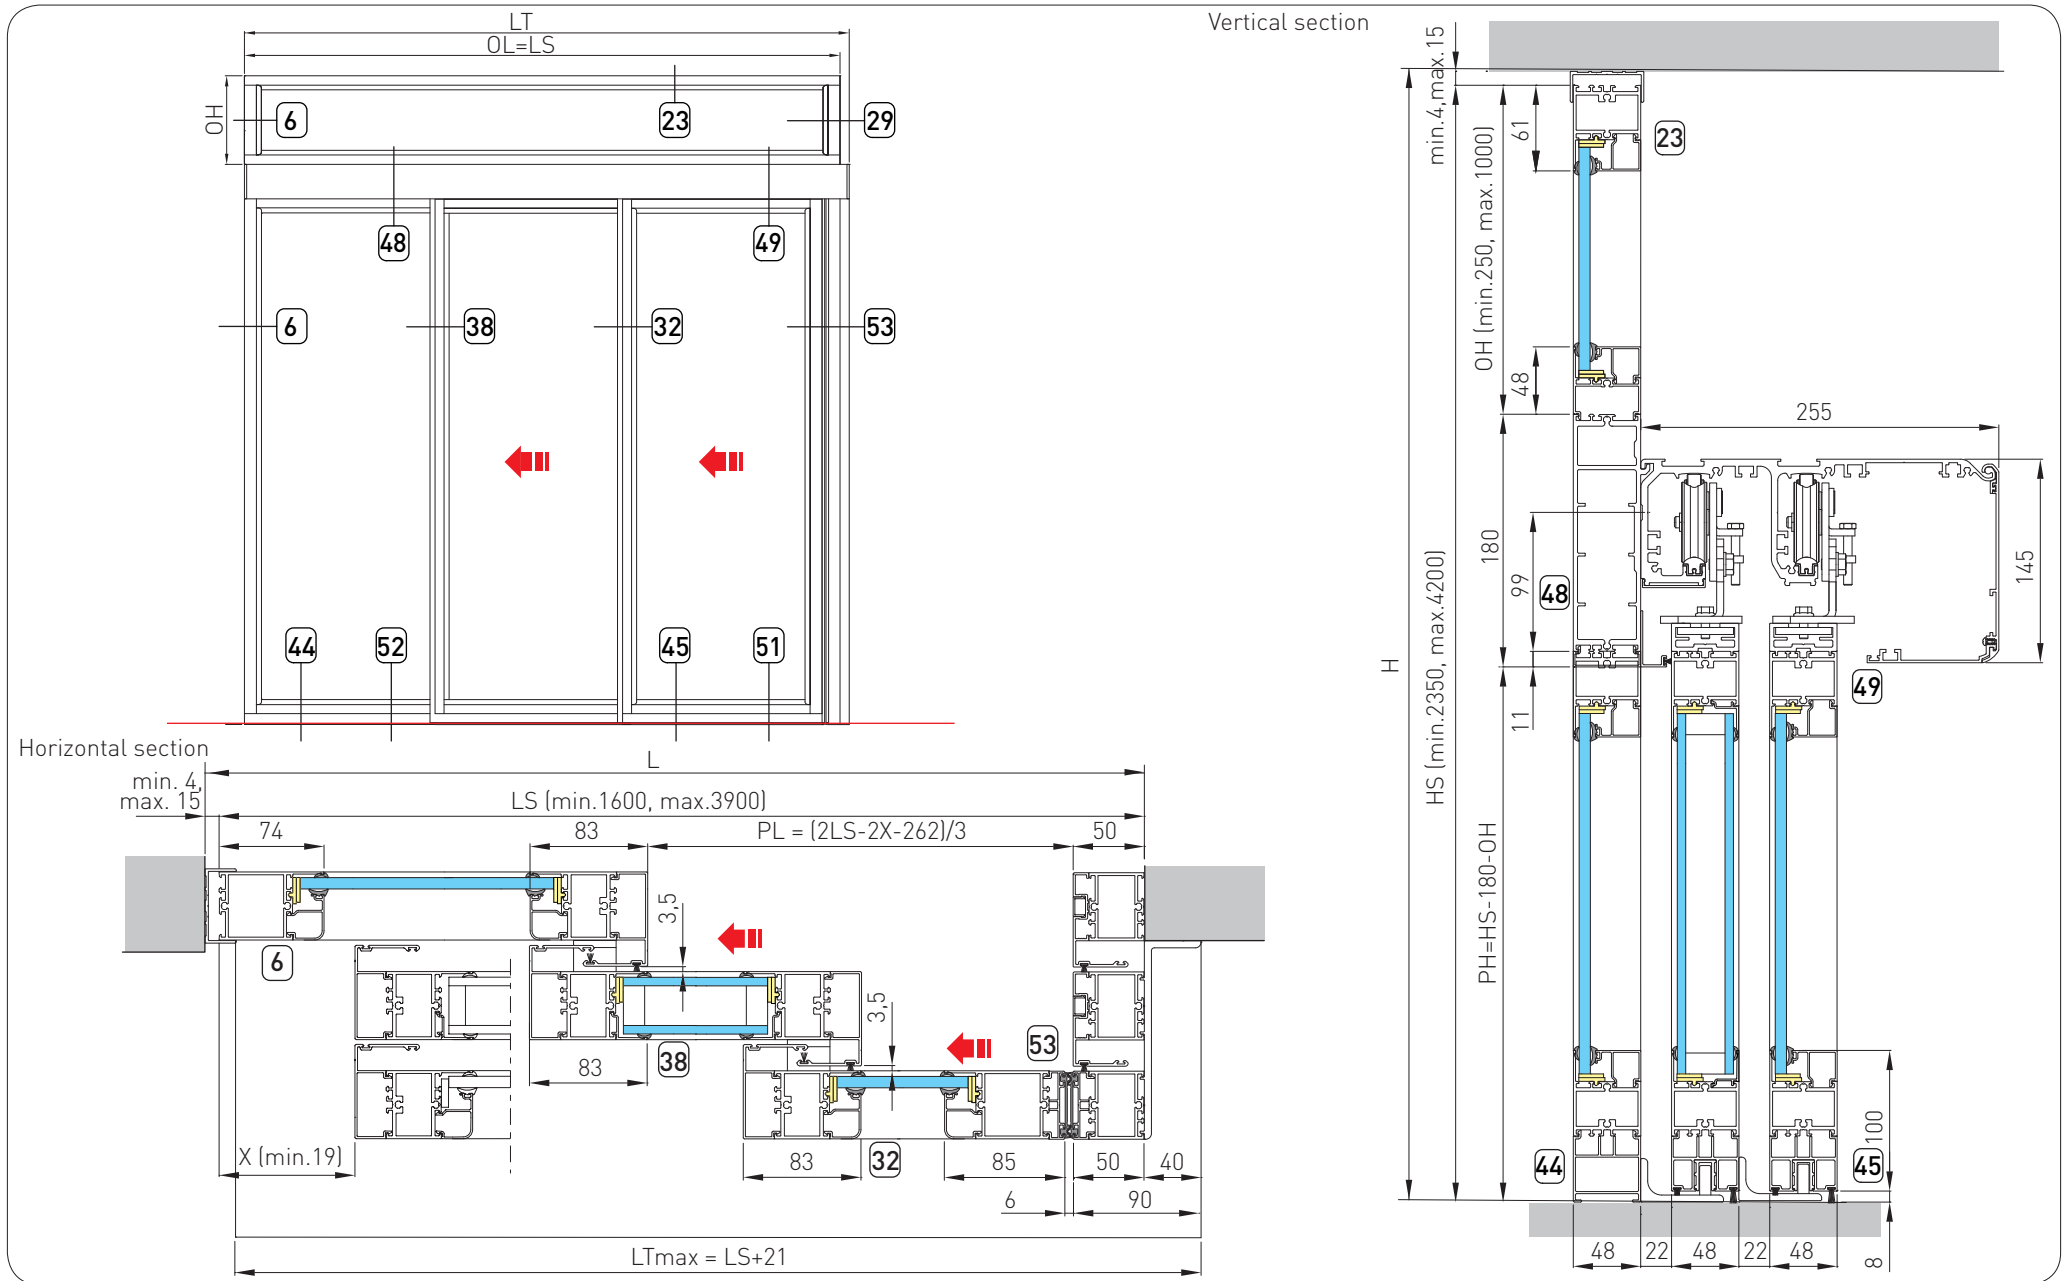 LT
OL=LS
OH
6
23
29
48
49
6
38
32
53
44
52
45
51
Horizontal section
L
min. 4,
max. 15
LS (min.1600, max.3900)
74
83
PL = (2LS-2X-262)/3
50
3,5
6
3,5
53
38
83
X (min.19)
83
32
85
50
40
6
90
LTmax = LS+21
Vertical section
min.4,max.15
61
23
OH (min.250, max.1000)
48
255
180
99
48
145
H
HS (min.2350, max.4200)
11
49
PH=HS-180-OH
100
44
45
48
22
48
22
48
8